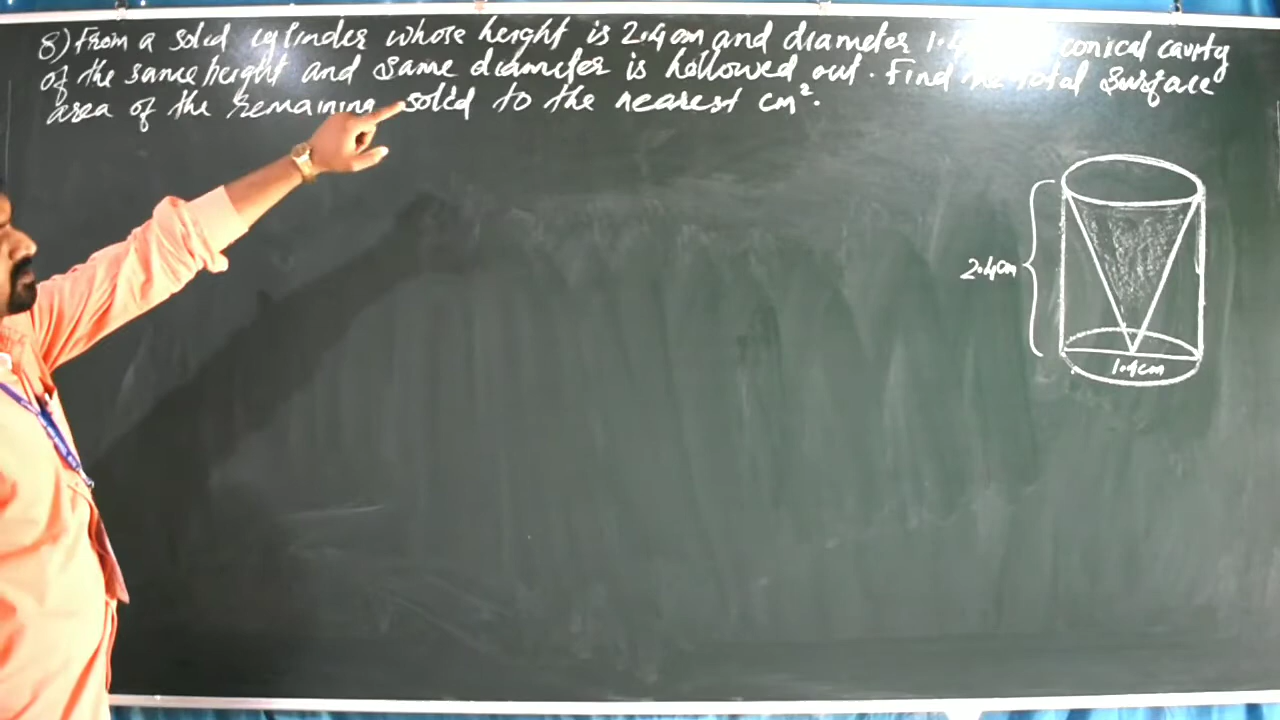 8) From a solid cylinder whose height is 2.4cm and diameter conical cavity
of the same height and same diameter is hollowed out. Find the total surface
area of the remaining solid to the nearest cm².
2.4cm
1.4cm